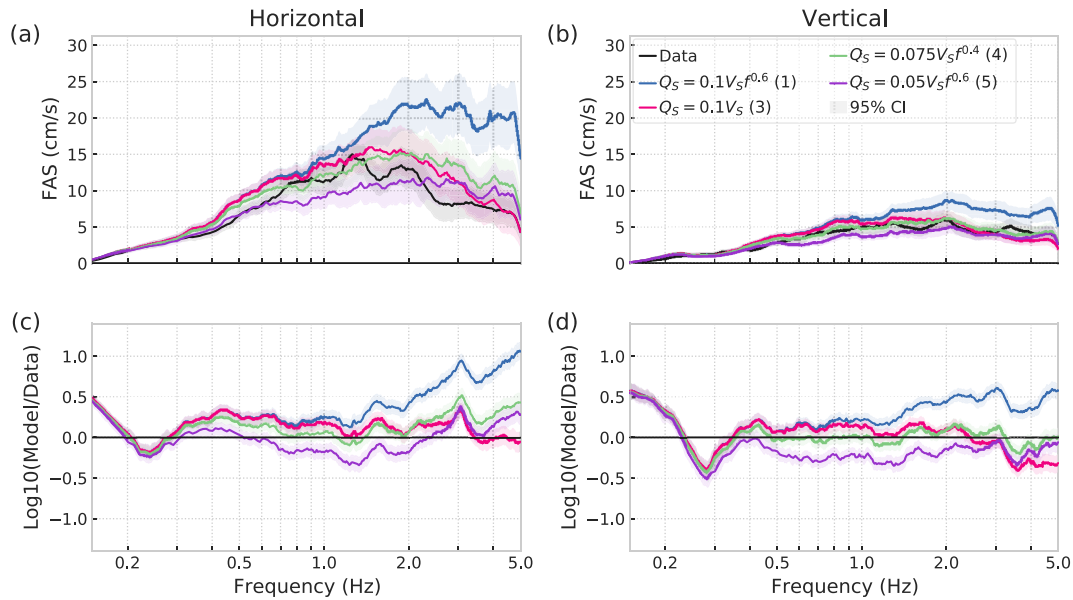 Horizontal
Vertical
(a)
(b)
FAS (cm/s)
30
25
20
15
10
5
0
FAS (cm/s)
30
25
20
15
10
5
0
Data
Q_S = 0.1V_S f^0.6 (1)
Q_S = 0.1V_S (3)
Q_S = 0.075V_S f^0.4 (4)
Q_S = 0.05V_S f^0.6 (5)
95% CI
(c)
(d)
Log10(Model/Data)
1.0
0.5
0.0
−0.5
−1.0
Log10(Model/Data)
1.0
0.5
0.0
−0.5
−1.0
0.2 0.5 1.0 2.0 5.0
Frequency (Hz)
0.2 0.5 1.0 2.0 5.0
Frequency (Hz)